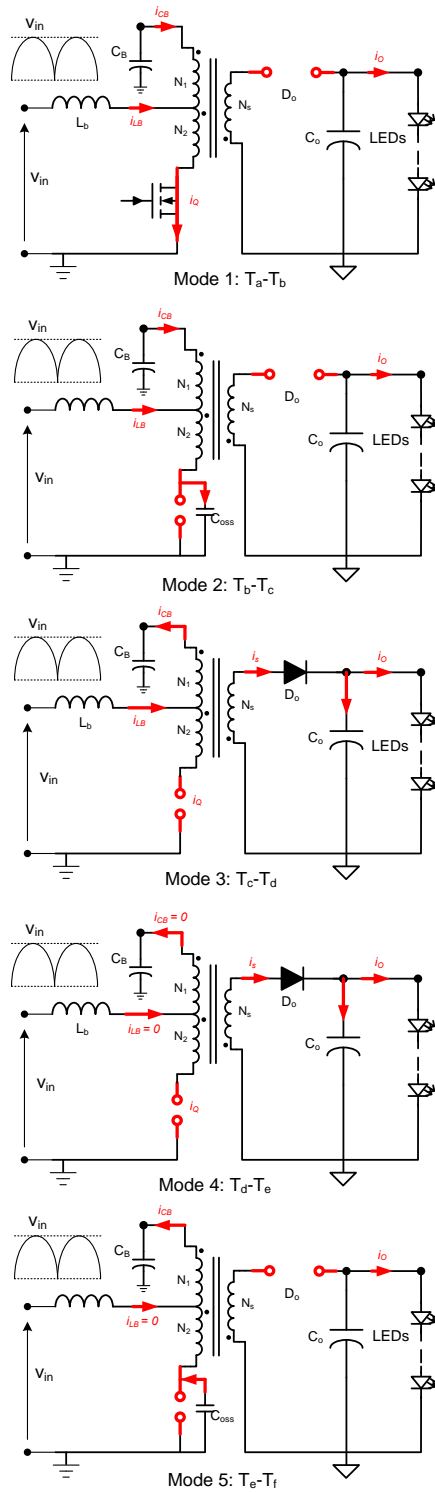 Vin
iCB
CB
N1
iO
Do
Ns
Lb
iLB
N2
Co
LEDs
Vin
iQ
Mode 1: Ta-Tb
Vin
iCB
CB
N1
iO
Do
Ns
iLB
N2
Co
LEDs
Vin
Coss
Mode 2: Tb-Tc
Vin
iCB
CB
N1
is
iO
Do
Ns
Lb
iLB
N2
Co
LEDs
Vin
iQ
Mode 3: Tc-Td
Vin
iCB = 0
CB
N1
is
iO
Do
Ns
Lb
iLB = 0
N2
Co
Vin
iQ
Mode 4: Td-Te
Vin
iCB
CB
N1
iO
Do
Ns
iLB = 0
N2
Co
LEDs
Vin
Coss
Mode 5: Te-Tf